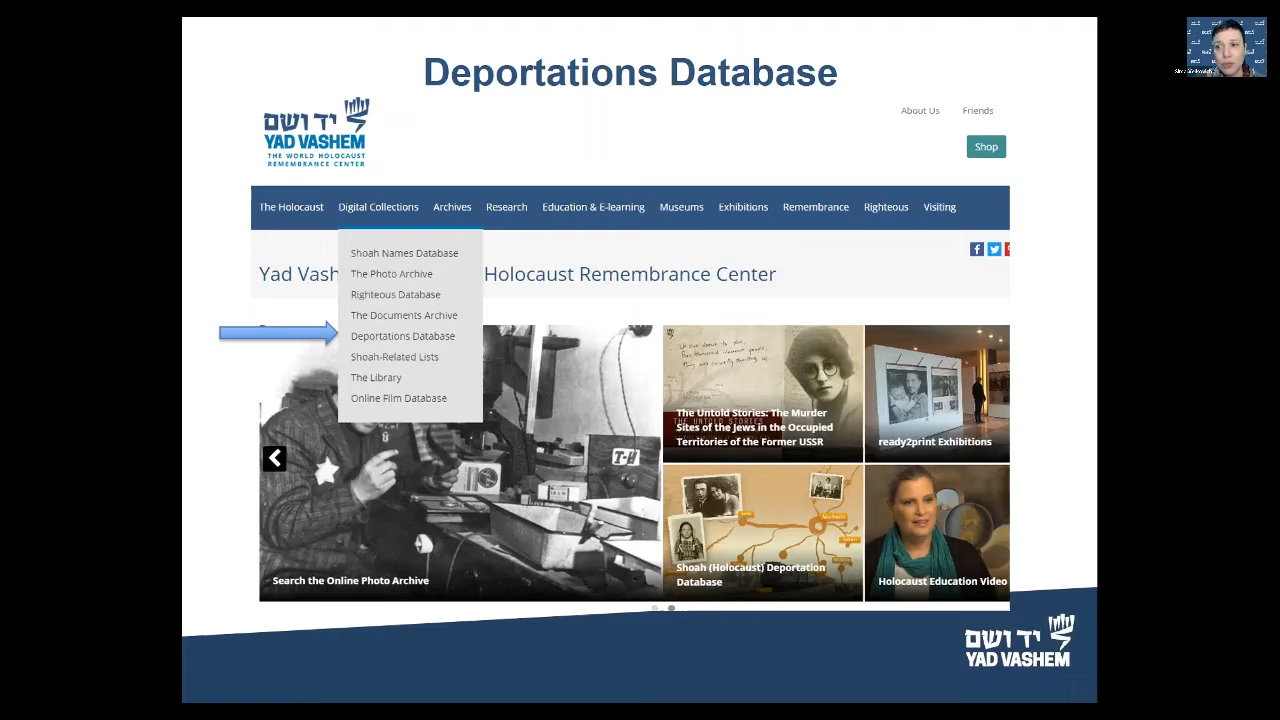 Deportations Database
יד ושם
YAD VASHEM
THE WORLD HOLOCAUST
REMEMBRANCE CENTER
About Us
Friends
Shop
The Holocaust
Digital Collections
Archives
Research
Education & E-learning
Museums
Exhibitions
Remembrance
Righteous
Visiting
Shoah Names Database
The Photo Archive
Righteous Database
The Documents Archive
Deportations Database
Shoah-Related Lists
The Library
Online Film Database
Yad Vash
Holocaust Remembrance Center
T-H
Search the Online Photo Archive
THE UNTOLD STORIES
The Untold Stories: The Murder
Sites of the Jews in the Occupied
Territories of the Former USSR
ready2print Exhibitions
Shoah (Holocaust) Deportation
Database
Holocaust Education Video
יד ושם
YAD VASHEM